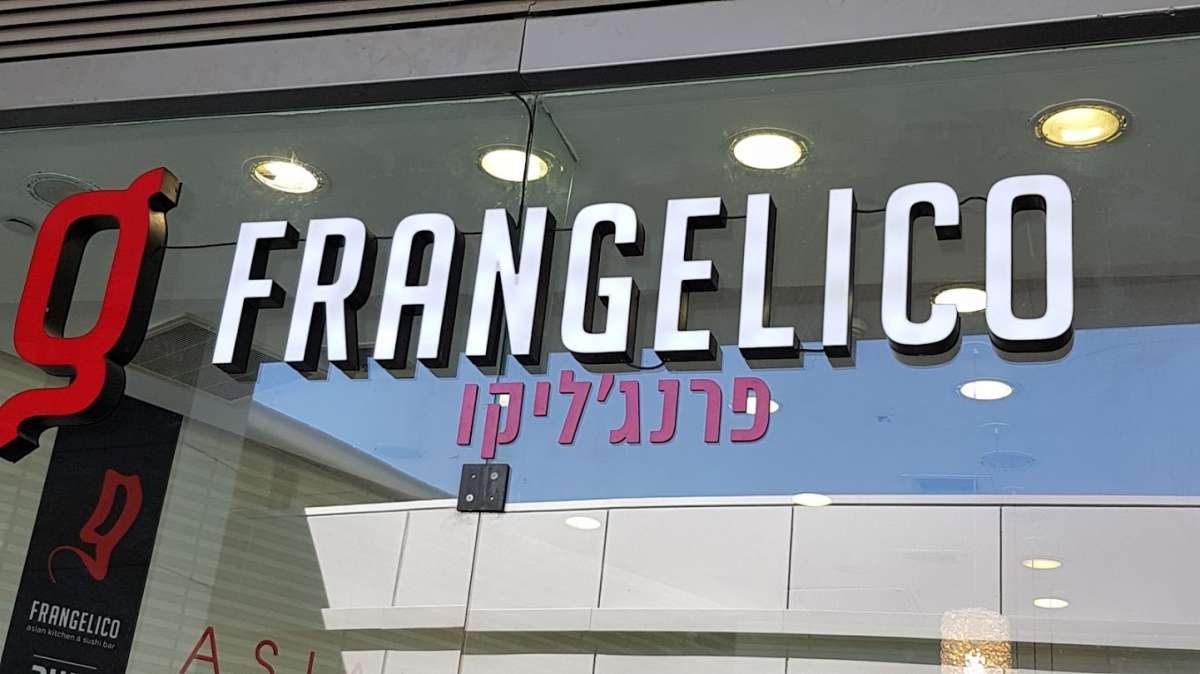 FRANGELICO
פרנג'ליקו
FRANGELICO
asian kitchen & sushi bar